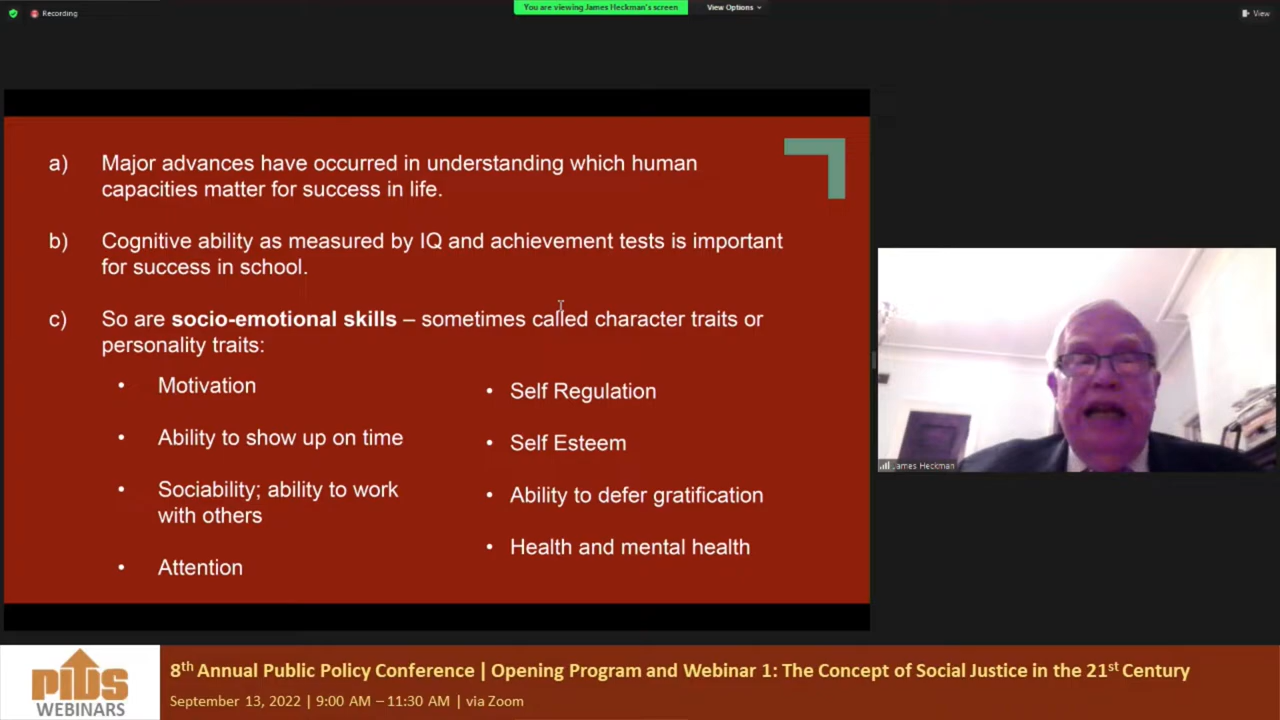 Recording
You are viewing James Heckman's screen
View Options
View
a) Major advances have occurred in understanding which human
capacities matter for success in life.
b) Cognitive ability as measured by IQ and achievement tests is important
for success in school.
c) So are socio-emotional skills – sometimes called character traits or
personality traits:
• Motivation
• Ability to show up on time
• Sociability; ability to work
with others
• Attention
• Self Regulation
• Self Esteem
• Ability to defer gratification
• Health and mental health
James Heckman
PIDS
WEBINARS
8th Annual Public Policy Conference | Opening Program and Webinar 1: The Concept of Social Justice in the 21st Century
September 13, 2022 | 9:00 AM – 11:30 AM | via Zoom